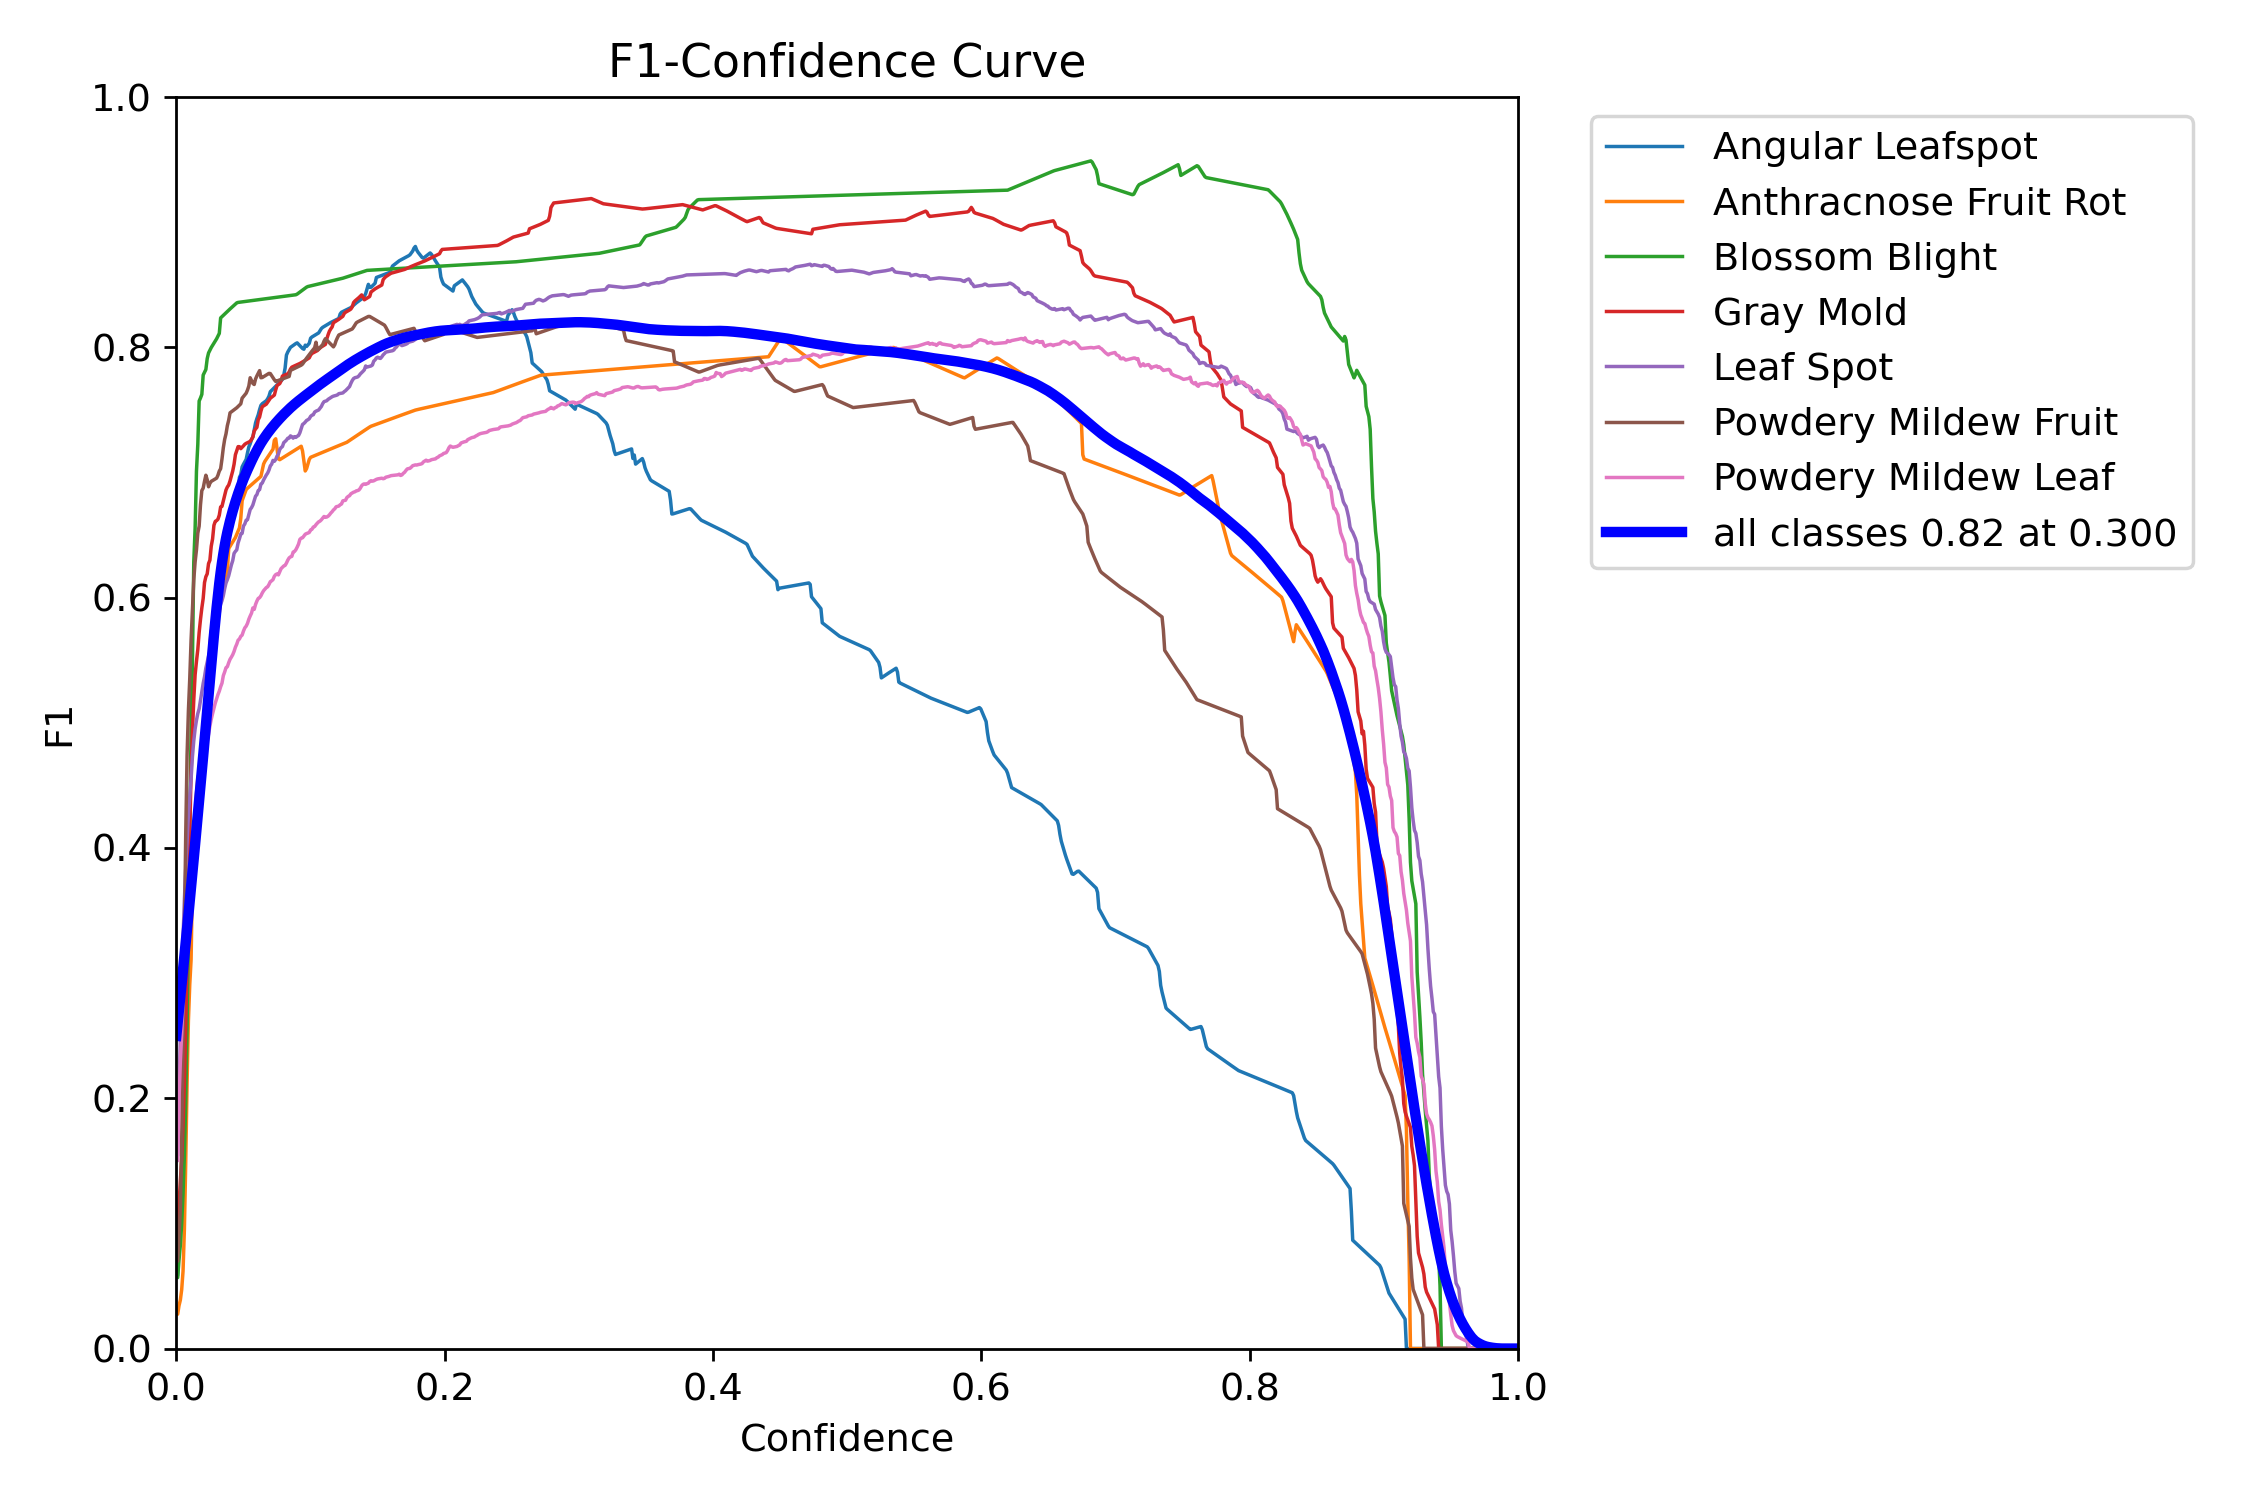 F1-Confidence Curve
1.0
0.8
0.6
0.4
0.2
0.0
F1
0.0 0.2 0.4 0.6 0.8 1.0
Confidence
Angular Leafspot
Anthracnose Fruit Rot
Blossom Blight
Gray Mold
Leaf Spot
Powdery Mildew Fruit
Powdery Mildew Leaf
all classes 0.82 at 0.300